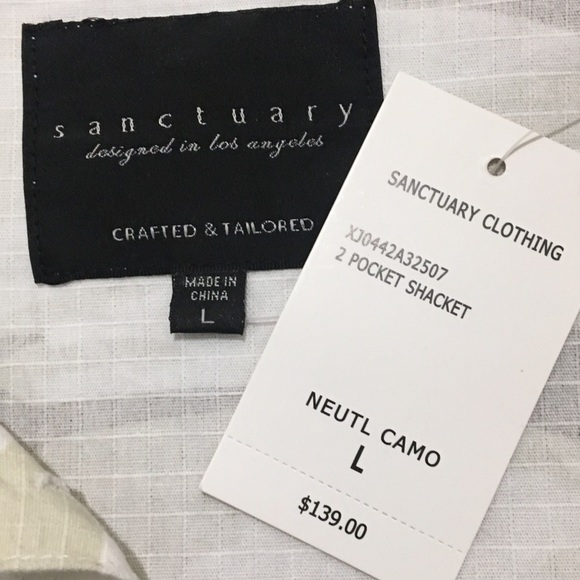 sanctuary
designed in los angeles
CRAFTED & TAILORED
MADE IN
CHINA
L
SANCTUARY CLOTHING
XJ0442A32507
2 POCKET SHACKET
NEUTL CAMO
L
$139.00